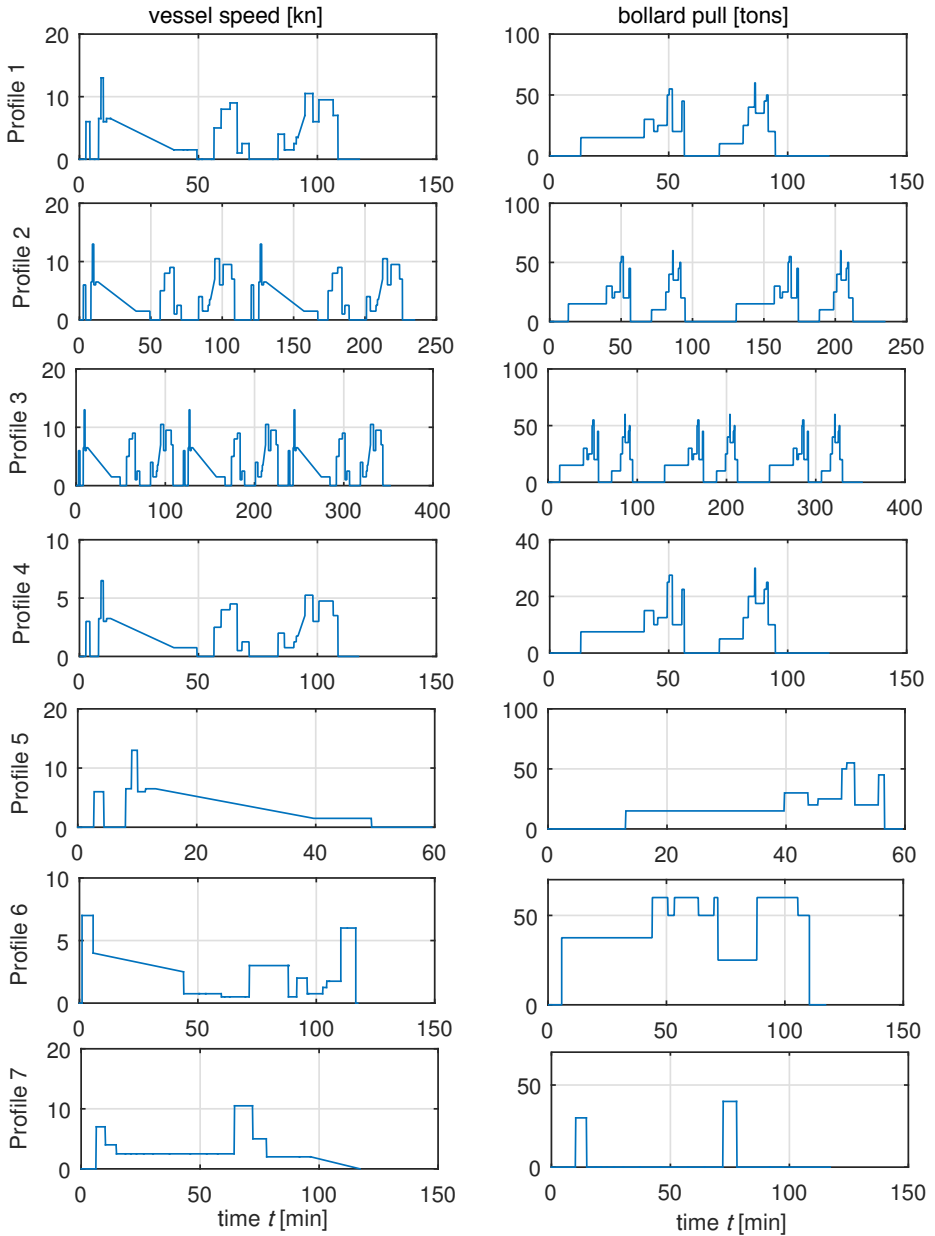 vessel speed [kn] bollard pull [tons]
Profile 1
20
10
0
0 50 100 150
100
50
0
0 50 100 150
Profile 2
20
10
0
0 50 100 150 200 250
100
50
0
0 50 100 150 200 250
Profile 3
20
10
0
0 100 200 300 400
100
50
0
0 100 200 300 400
Profile 4
10
5
0
0 50 100 150
40
20
0
0 50 100 150
Profile 5
20
10
0
0 20 40 60
100
50
0
0 20 40 60
Profile 6
10
5
0
0 50 100 150
50
0
0 50 100 150
Profile 7
20
10
0
0 50 100 150
time t [min]
50
0
0 50 100 150
time t [min]